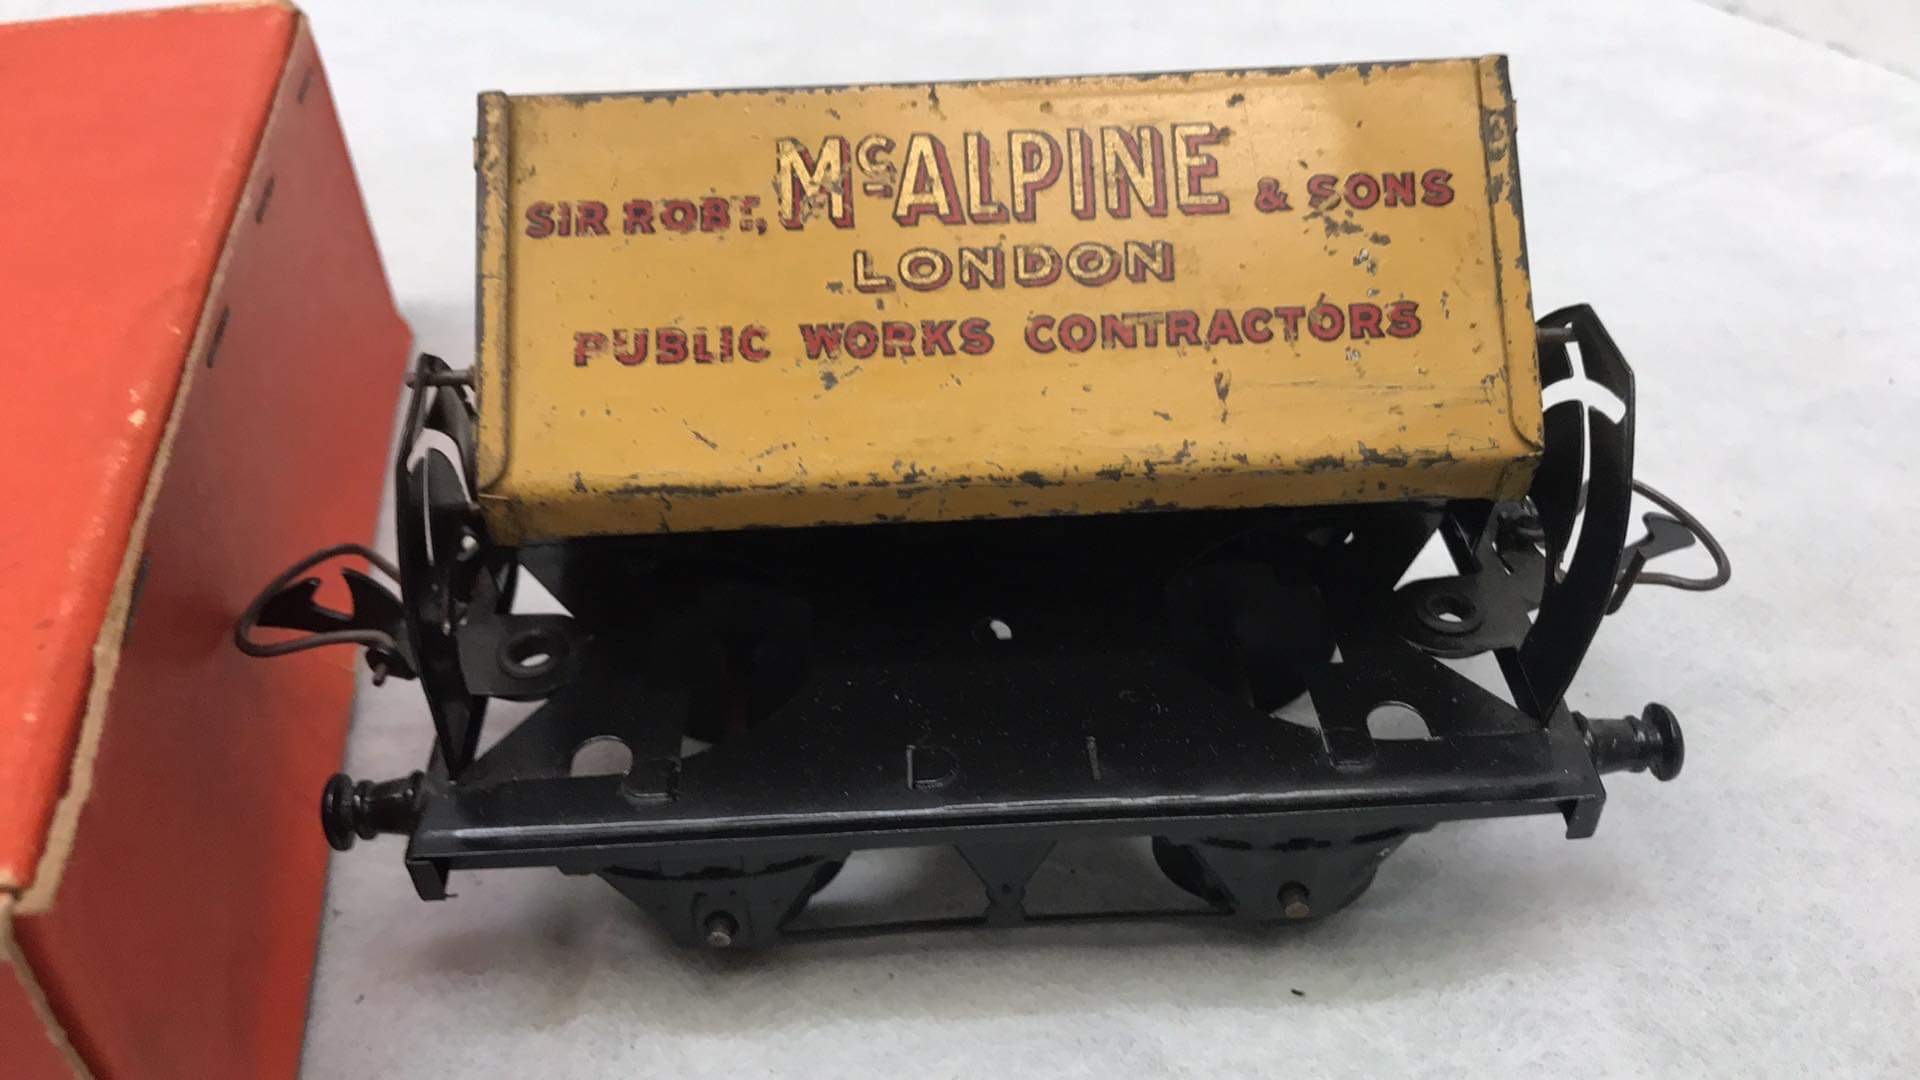 SIR ROBT, McALPINE & SONS
LONDON
PUBLIC WORKS CONTRACTORS